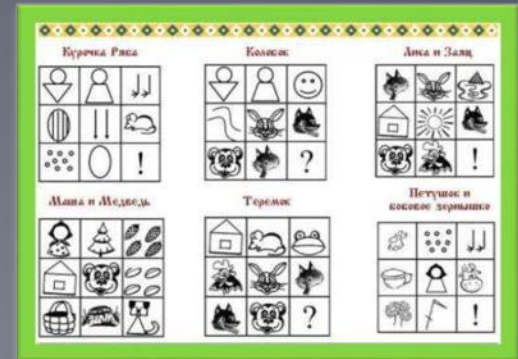 Курочка Ряба
Колобок
Лиса и Заяц
!
?
!
Маша и Медведь
Теремок
Петушок и
бобовое зернышко
?
!